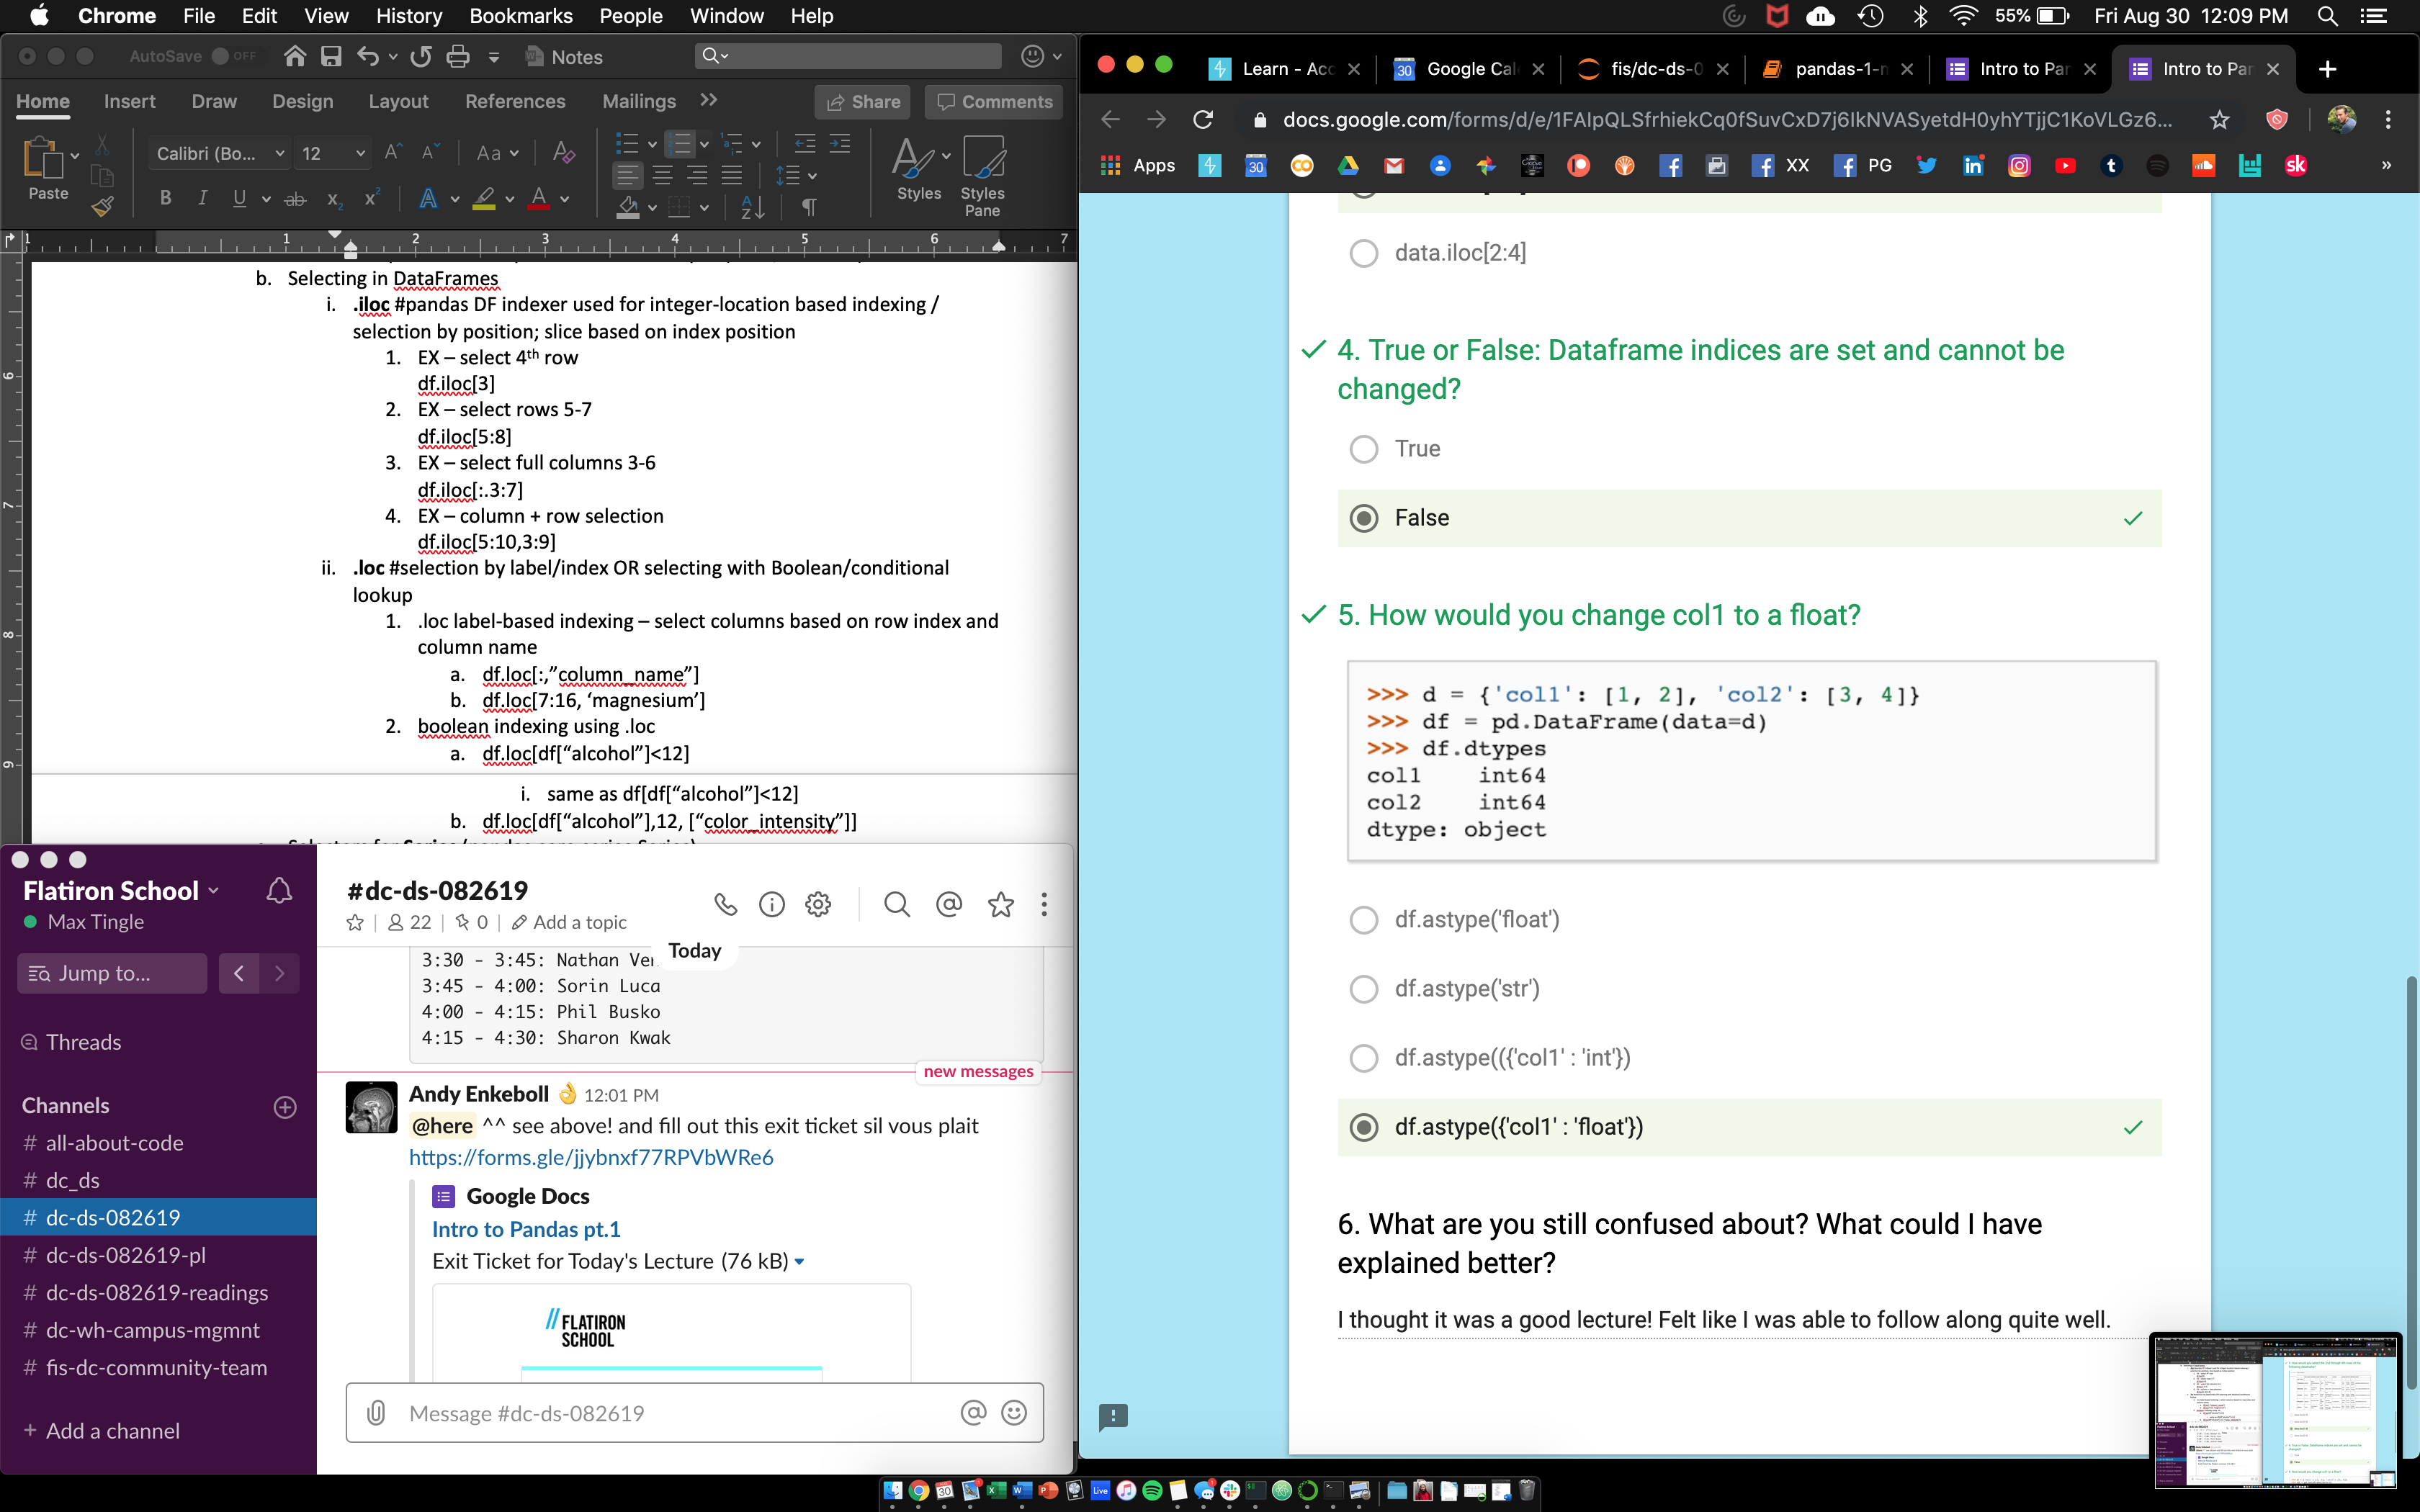 Chrome File Edit View History Bookmarks People Window Help 55% Fri Aug 30 12:09 PM
AutoSave OFF Notes
Home Insert Draw Design Layout References Mailings >> Share Comments
Paste Calibri (Bo... 12 Aa Styles Styles Pane
B I U ab x₂ x² A A
1 1 2 3 4 5 6 7
b. Selecting in DataFrames
i. .iloc #pandas DF indexer used for integer-location based indexing /
selection by position; slice based on index position
1. EX – select 4th row
df.iloc[3]
2. EX – select rows 5-7
df.iloc[5:8]
3. EX – select full columns 3-6
df.iloc[:.3:7]
4. EX – column + row selection
df.iloc[5:10,3:9]
ii. .loc #selection by label/index OR selecting with Boolean/conditional
lookup
1. .loc label-based indexing – select columns based on row index and
column name
a. df.loc[:,”column_name”]
b. df.loc[7:16, ‘magnesium’]
2. boolean indexing using .loc
a. df.loc[df[“alcohol”]<12]
i. same as df[df[“alcohol”]<12]
b. df.loc[df[“alcohol”],12, [“color_intensity”]]
6
7
8
9
Flatiron School
Max Tingle
Jump to...
Threads
Channels
# all-about-code
# dc_ds
# dc-ds-082619
# dc-ds-082619-pl
# dc-ds-082619-readings
# dc-wh-campus-mgmnt
# fis-dc-community-team
+ Add a channel
#dc-ds-082619
22 | 0 | Add a topic
Today
3:30 - 3:45: Nathan
3:45 - 4:00: Sorin Luca
4:00 - 4:15: Phil Busko
4:15 - 4:30: Sharon Kwak
new messages
Andy Enkeboll 👌 12:01 PM
@here ^^ see above! and fill out this exit ticket sil vous plait
https://forms.gle/jjybnxf77RPVbWRe6
Google Docs
Intro to Pandas pt.1
Exit Ticket for Today's Lecture (76 kB)
// FLATIRON
SCHOOL
Message #dc-ds-082619
Learn - Acc Google Cal fis/dc-ds-0 pandas-1-n Intro to Par Intro to Par
docs.google.com/forms/d/e/1FAIpQLSfrhiekCq0fSuvCxD7j6IkNVASyetdH0yhYTjjC1KoVLGz6...
Apps 30 XX PG sk »
data.iloc[2:4]
4. True or False: Dataframe indices are set and cannot be
changed?
True
False
5. How would you change col1 to a float?
>>> d = {'col1': [1, 2], 'col2': [3, 4]}
>>> df = pd.DataFrame(data=d)
>>> df.dtypes
col1 int64
col2 int64
dtype: object
df.astype('float')
df.astype('str')
df.astype(({'col1' : 'int'})
df.astype({'col1' : 'float'})
6. What are you still confused about? What could I have
explained better?
I thought it was a good lecture! Felt like I was able to follow along quite well.